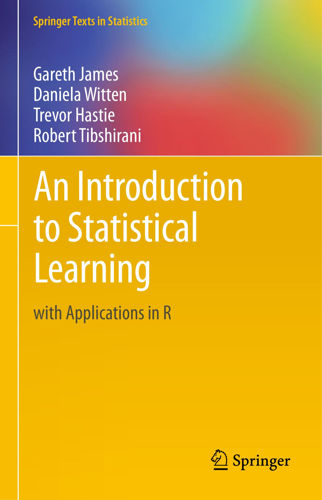 Springer Texts in Statistics
Gareth James
Daniela Witten
Trevor Hastie
Robert Tibshirani
An Introduction
to Statistical
Learning
with Applications in R
Springer